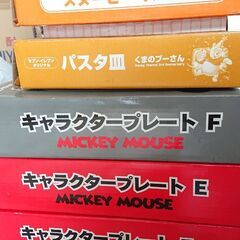 セブン-イレブン
オリジナル
パスタ皿
くまのプーさん
キャラクタープレート F
MICKEY MOUSE
キャラクタープレート E
MICKEY MOUSE